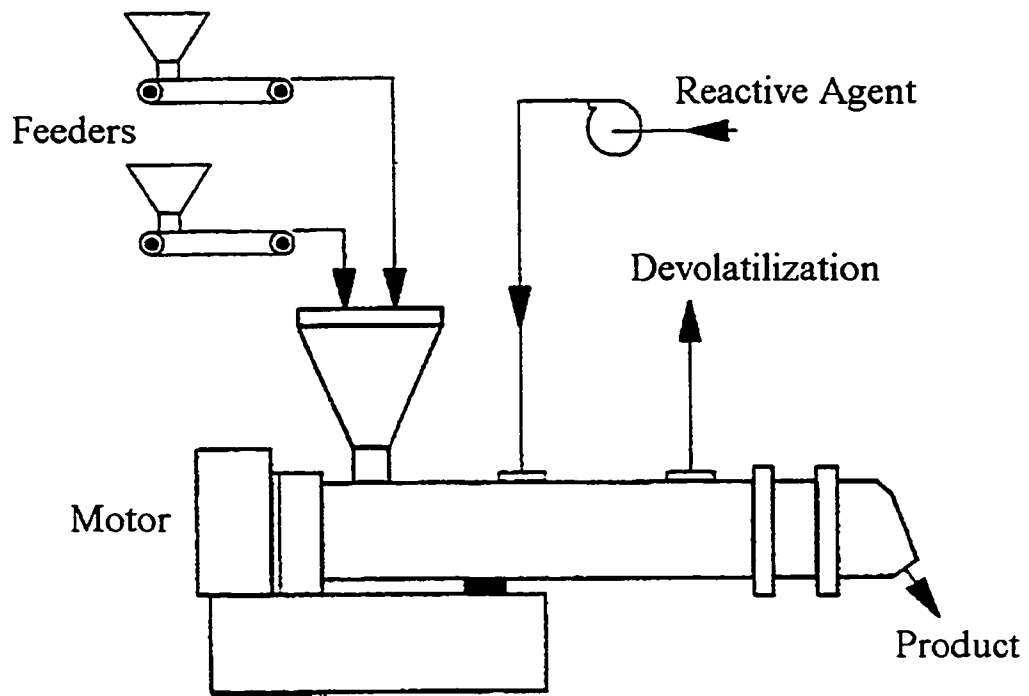 Reactive Agent
Feeders
Devolatilization
Motor
Product